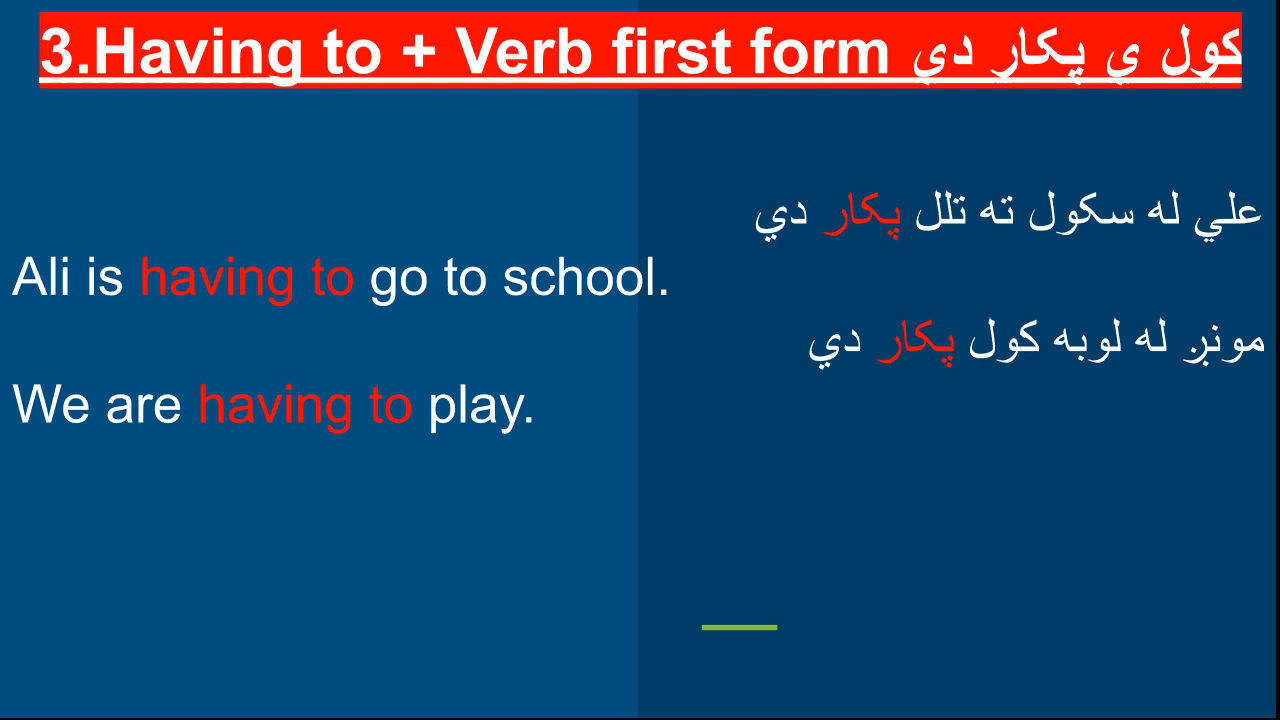 3.Having to + Verb first form کول ي پکار دي
علي له سکول ته تلل پکار دي
Ali is having to go to school.
مونږ له لوبه کول پکار دي
We are having to play.